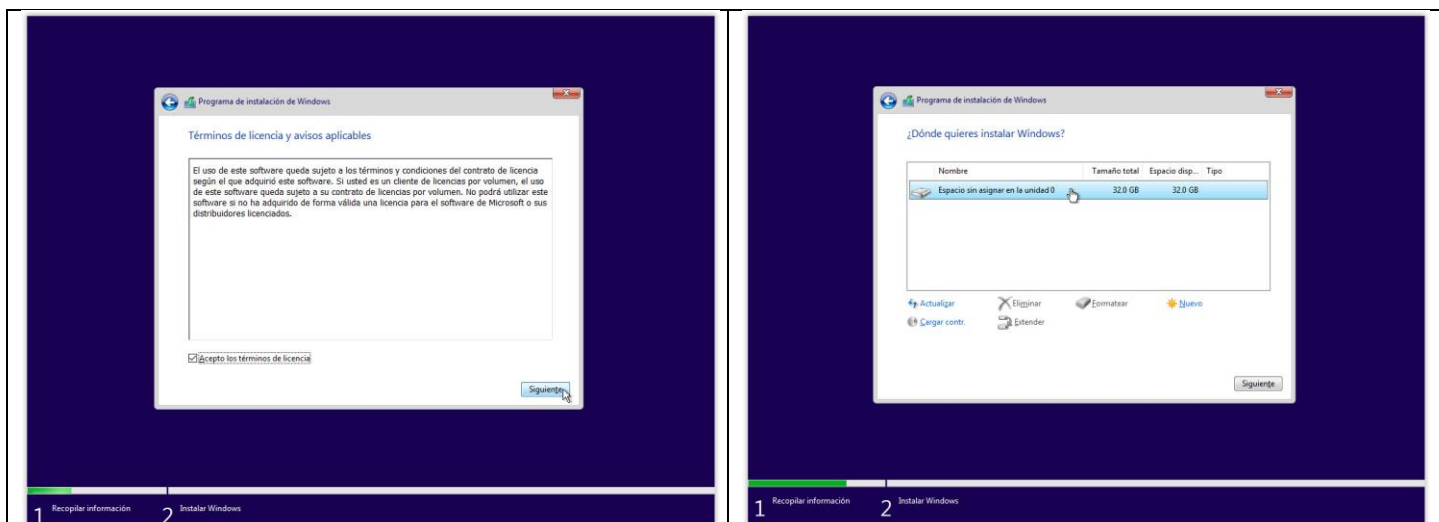 Programa de instalación de Windows
Términos de licencia y avisos aplicables
El uso de este software queda sujeto a los términos y condiciones del contrato de licencia
según el que adquirió este software. Si usted es un cliente de licencias por volumen, el uso
de este software queda sujeto a su contrato de licencias por volumen. No podrá utilizar este
software si no ha adquirido de forma válida una licencia para el software de Microsoft o sus
distribuidores licenciados.
Acepto los términos de licencia
Siguiente
1 Recopilar información 2 Instalar Windows
Programa de instalación de Windows
¿Dónde quieres instalar Windows?
Nombre Tamaño total Espacio disp... Tipo
Espacio sin asignar en la unidad 0 32.0 GB 32.0 GB
Actualizar Eliminar Formatear Nuevo
Cargar contr. Extender
Siguiente
1 Recopilar información 2 Instalar Windows